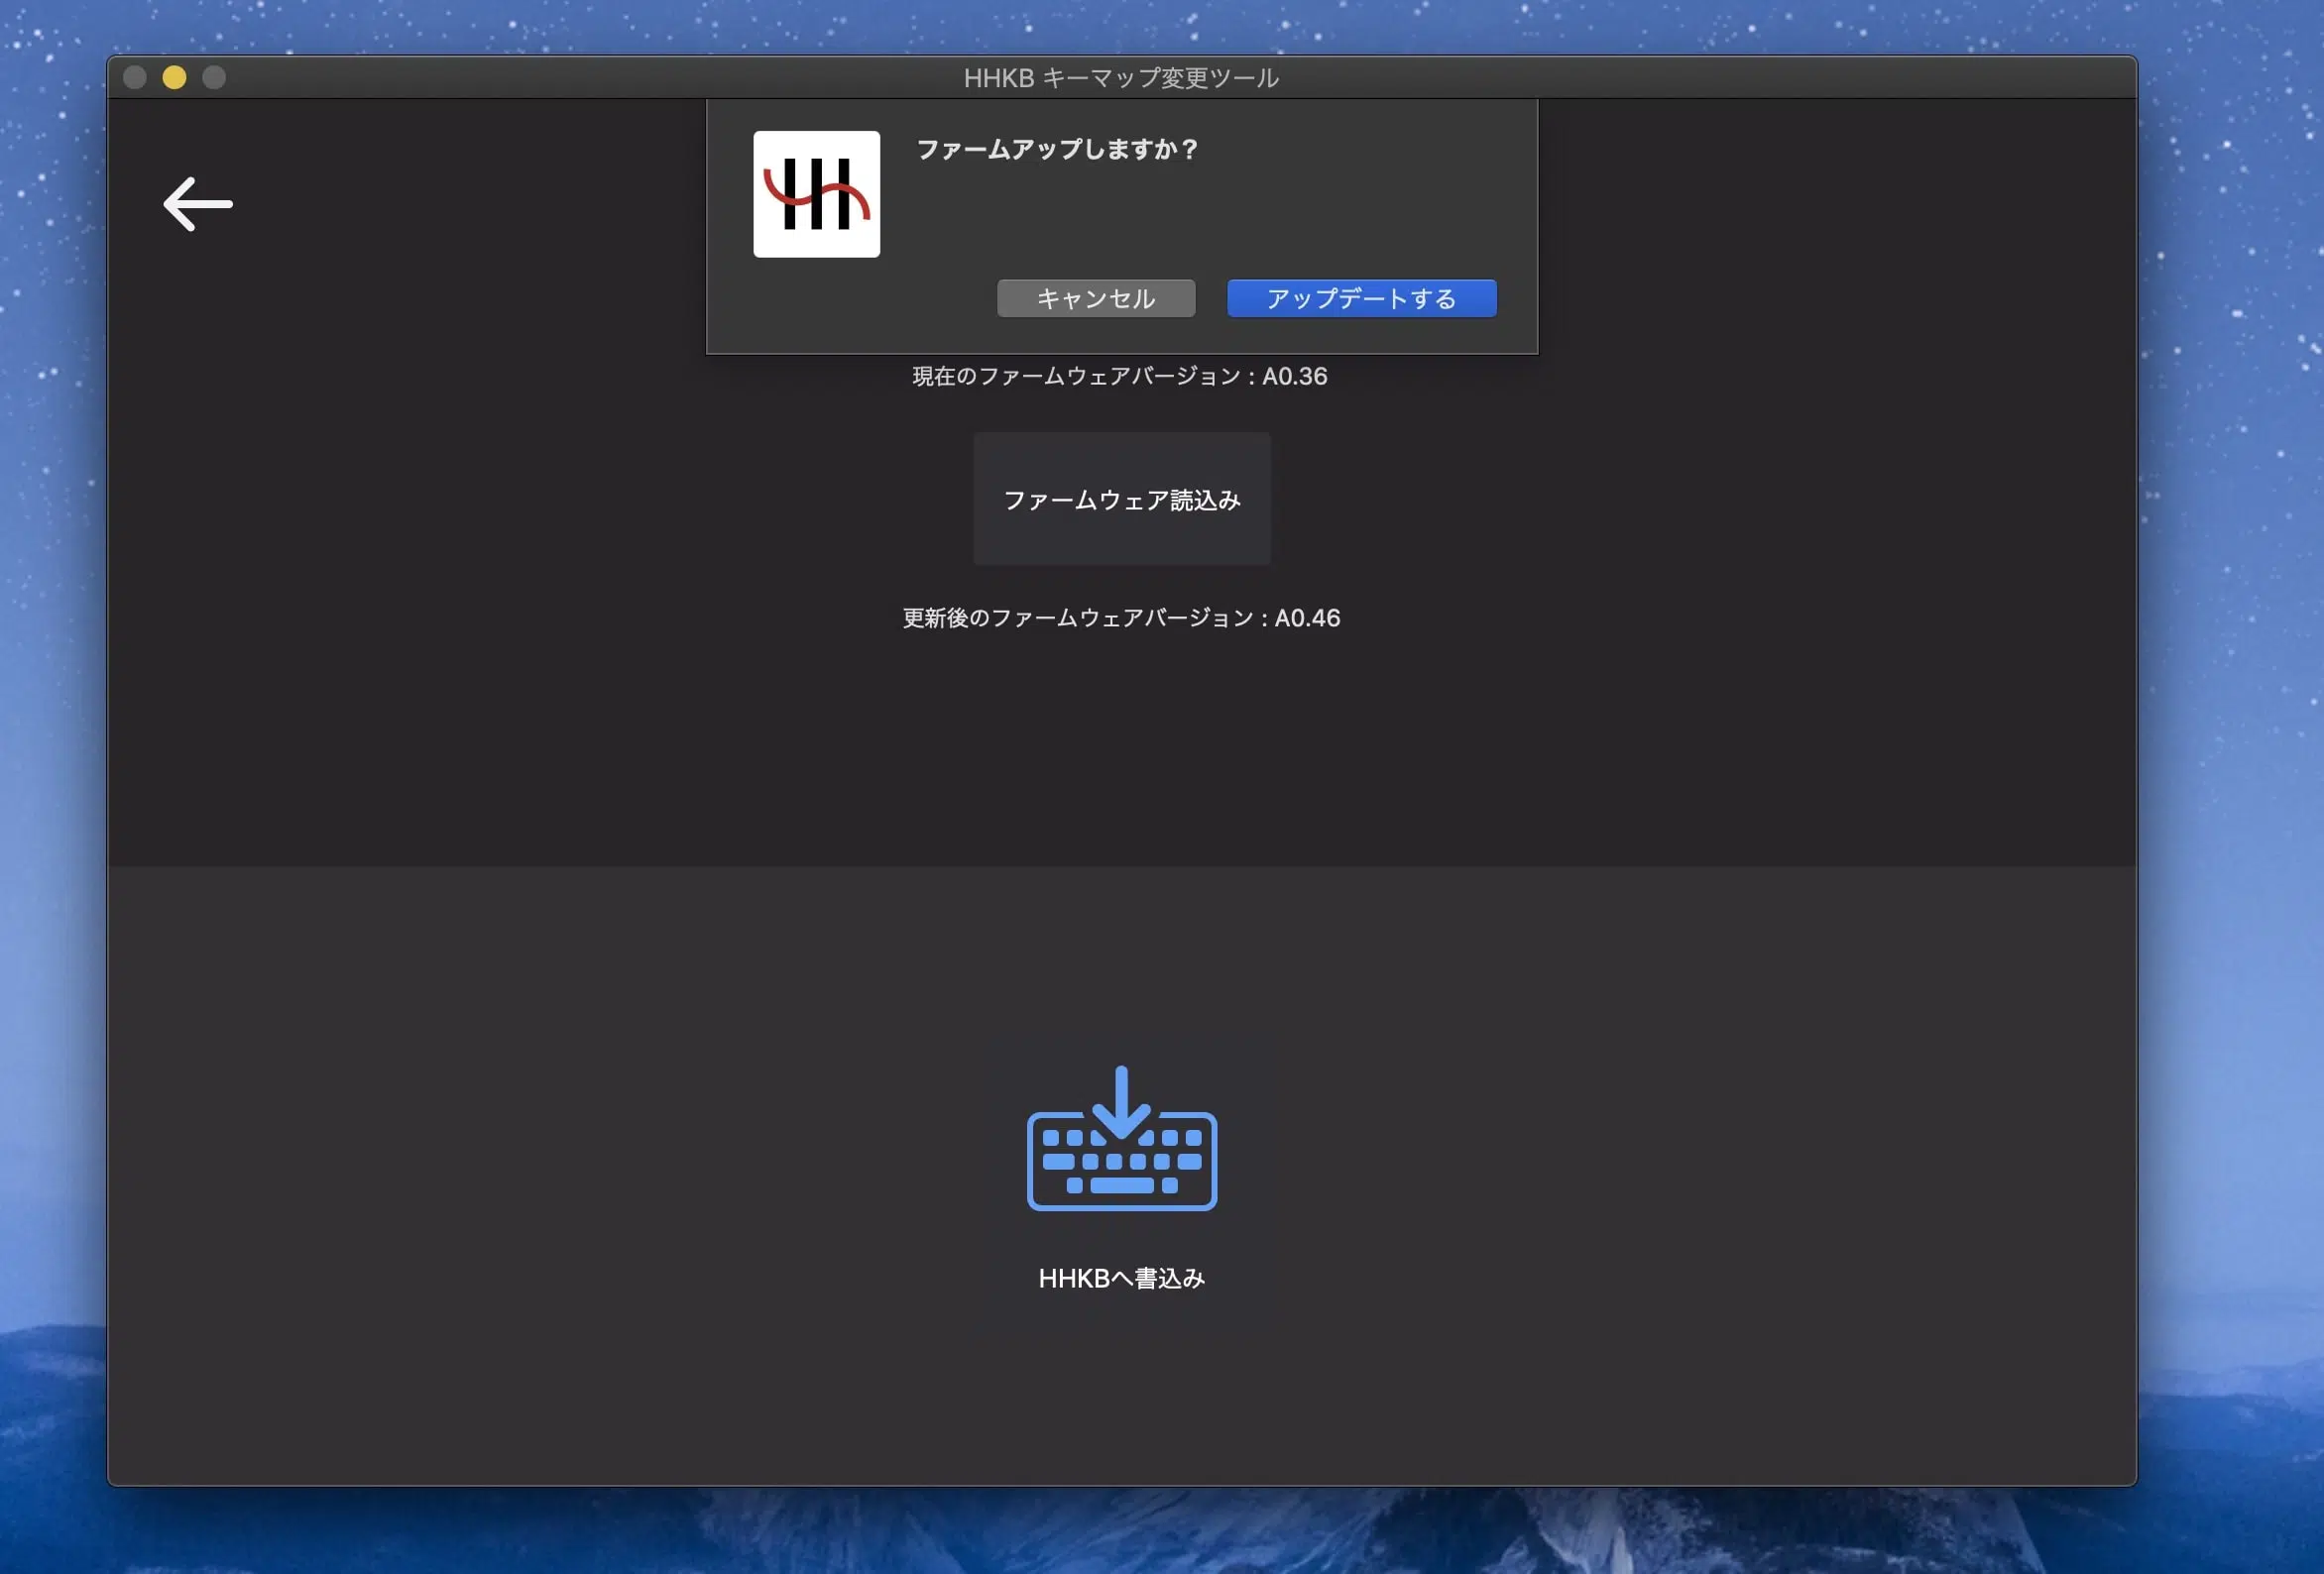 HHKB キーマップ変更ツール
ファームアップしますか？
キャンセル
アップデートする
現在のファームウェアバージョン : A0.36
ファームウェア読込み
更新後のファームウェアバージョン : A0.46
HHKBへ書込み